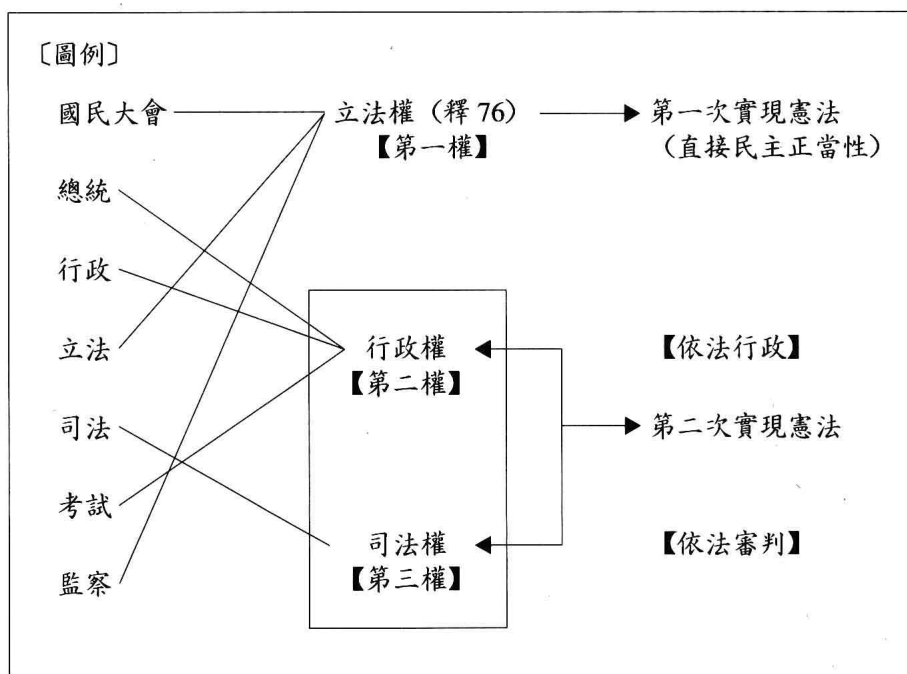 〔圖例〕
國民大會 立法權（釋 76） 第一次實現憲法
【第一權】 （直接民主正當性）
總統
行政
立法 行政權 【依法行政】
【第二權】
司法 第二次實現憲法
考試
司法權 【依法審判】
監察 【第三權】